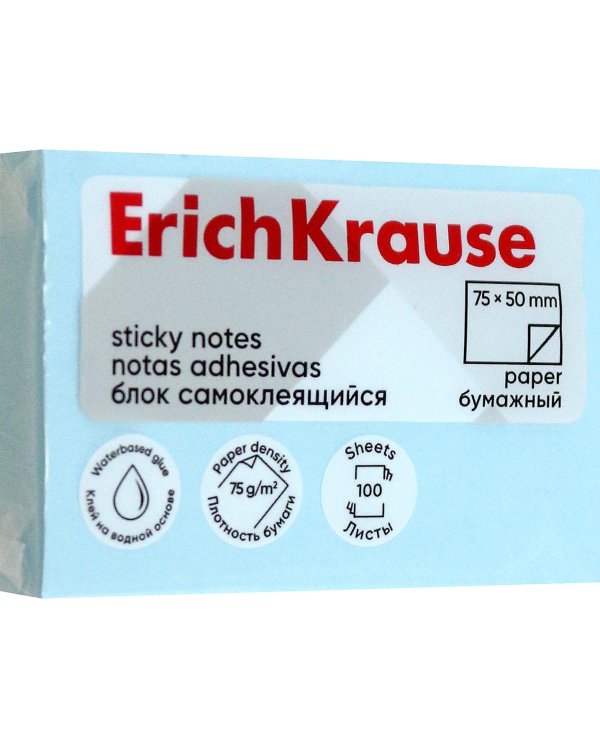 ErichKrause
75 × 50 mm
sticky notes
notas adhesivas
блок самоклеящийся
paper
бумажный
Waterbased glue
Клей на водной основе
Paper density
75 g/m²
Плотность бумаги
Sheets
100
Листы